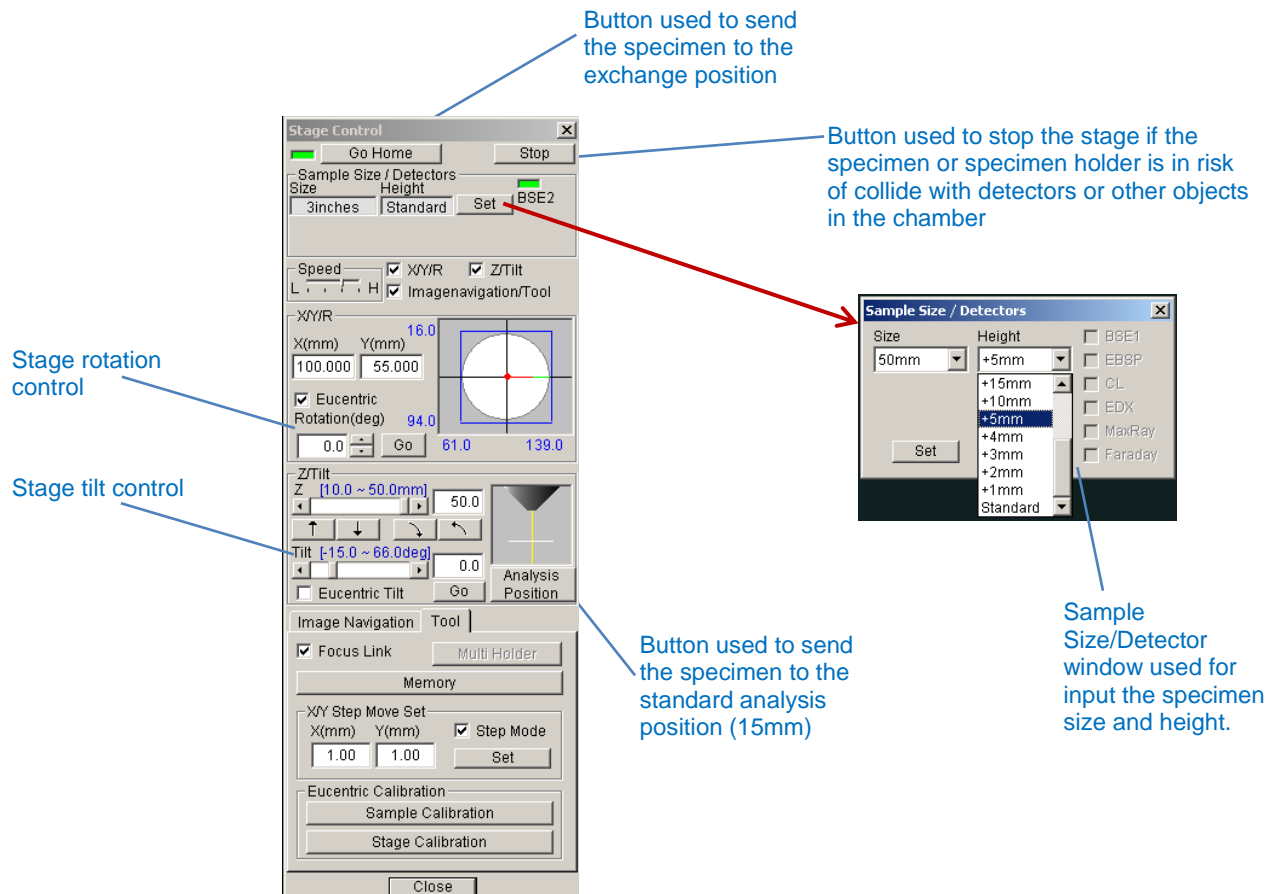 Button used to send
the specimen to the
exchange position
Stage Control
Go Home
Stop
Button used to stop the stage if the
specimen or specimen holder is in risk
of collide with detectors or other objects
in the chamber
Sample Size / Detectors
Size Height
3inches Standard Set BSE2
Speed
L H
X/Y/R Z/Tilt
Imagenavigation/Tool
X/Y/R
16.0
X(mm) Y(mm)
100.000 55.000
Eucentric
Rotation(deg) 94.0
0.0 Go 61.0 139.0
Stage rotation
control
Z/Tilt
Z [10.0 ~ 50.0mm]
50.0
Stage tilt control
Tilt [-15.0 ~ 66.0deg]
0.0
Eucentric Tilt Go
Analysis
Position
Image Navigation Tool
Focus Link Multi Holder
Memory
X/Y Step Move Set
X(mm) Y(mm) Step Mode
1.00 1.00 Set
Eucentric Calibration
Sample Calibration
Stage Calibration
Close
Button used to send
the specimen to the
standard analysis
position (15mm)
Sample Size / Detectors
Size Height BSE1
50mm +5mm EBSP
+15mm CL
+10mm EDX
+5mm MaxRay
+4mm Faraday
+3mm
Set
+2mm
+1mm
Standard
Sample
Size/Detector
window used for
input the specimen
size and height.